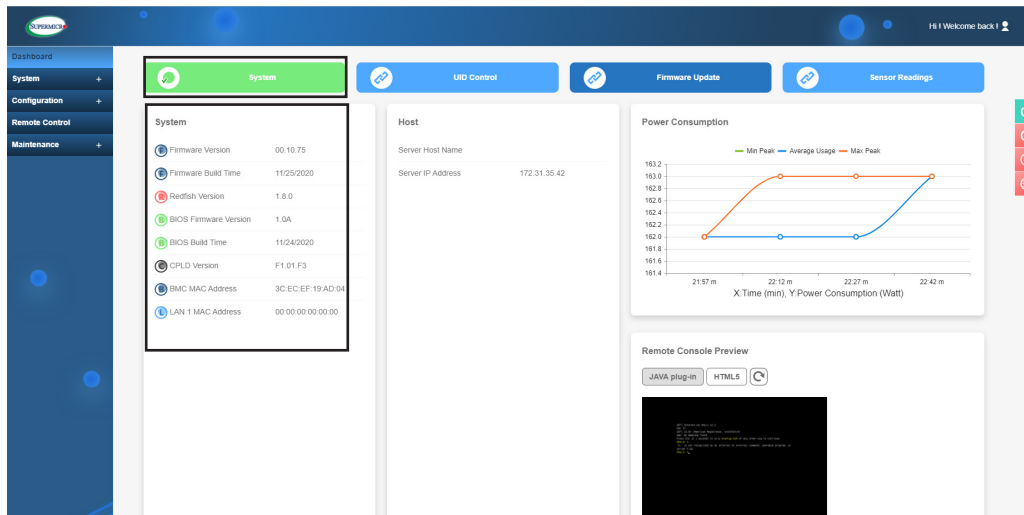 SUPERMICR
Hi ! Welcome back !
Dashboard
System +
Configuration +
Remote Control
Maintenance +
System
UID Control
Firmware Update
Sensor Readings
System
Firmware Version 00.10.75
Firmware Build Time 11/25/2020
Redfish Version 1.8.0
BIOS Firmware Version 1.0A
BIOS Build Time 11/24/2020
CPLD Version F1.01.F3
BMC MAC Address 3C:EC:EF:19:AD:04
LAN 1 MAC Address 00:00:00:00:00:00
Host
Server Host Name
Server IP Address 172.31.35.42
Power Consumption
Min Peak Average Usage Max Peak
163.2
163.0
162.8
162.6
162.4
162.2
162.0
161.8
161.6
161.4
21:57 m 22:12 m 22:27 m 22:42 m
X:Time (min), Y:Power Consumption (Watt)
Remote Console Preview
JAVA plug-in HTML5